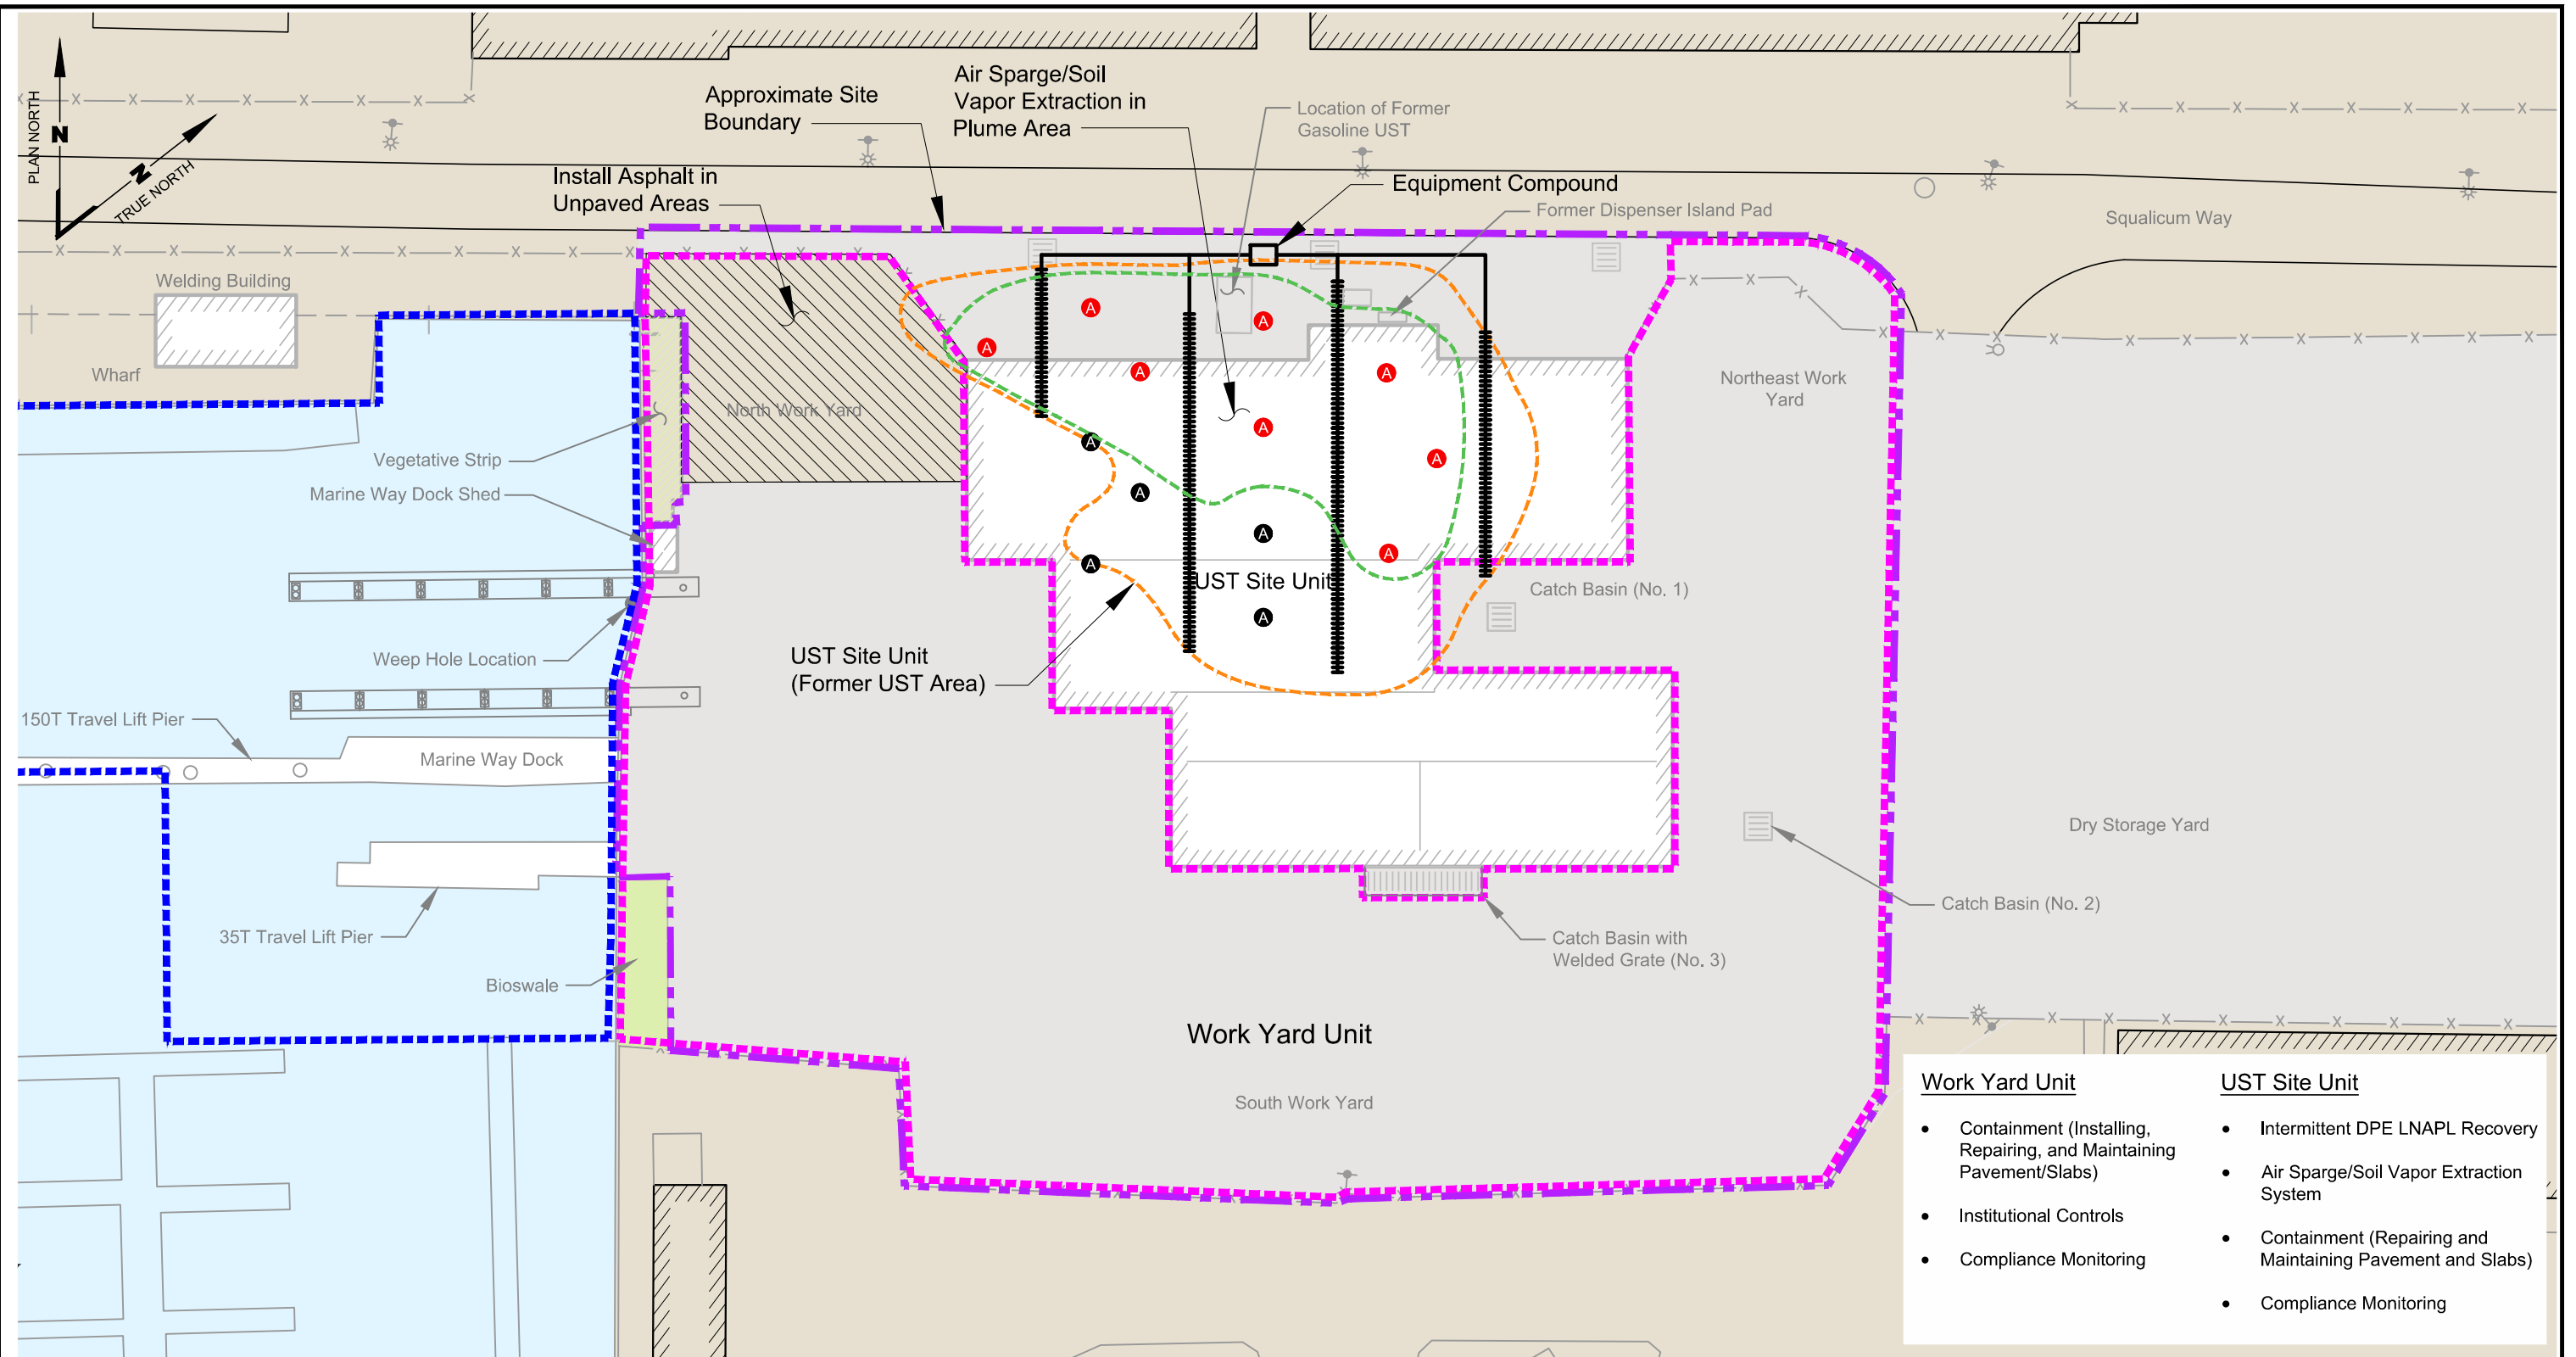 PLAN NORTH
N
N
TRUE NORTH
Approximate Site
Boundary
Air Sparge/Soil
Vapor Extraction in
Plume Area
Location of Former
Gasoline UST
Install Asphalt in
Unpaved Areas
Equipment Compound
Former Dispenser Island Pad
Squalicum Way
Welding Building
Wharf
North Work Yard
Northeast Work
Yard
Vegetative Strip
Marine Way Dock Shed
A
A
A
A
A
A
A
A
A
A
A
A
A
UST Site Unit
Catch Basin (No. 1)
Weep Hole Location
UST Site Unit
(Former UST Area)
150T Travel Lift Pier
Marine Way Dock
Dry Storage Yard
35T Travel Lift Pier
Catch Basin (No. 2)
Catch Basin with
Welded Grate (No. 3)
Bioswale
Work Yard Unit
South Work Yard
Work Yard Unit
• Containment (Installing,
Repairing, and Maintaining
Pavement/Slabs)
• Institutional Controls
• Compliance Monitoring
UST Site Unit
• Intermittent DPE LNAPL Recovery
• Air Sparge/Soil Vapor Extraction
System
• Containment (Repairing and
Maintaining Pavement and Slabs)
• Compliance Monitoring